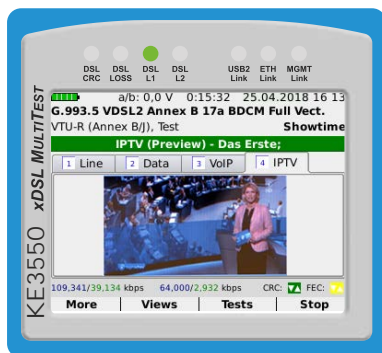 DSL CRC
DSL LOSS
DSL L1
DSL L2
USB2 Link
ETH Link
MGMT Link
KE3550 xDSL MULTITEST
a/b: 0,0 V 0:15:32 25.04.2018 16 13
G.993.5 VDSL2 Annex B 17a BDCM Full Vect.
VTU-R (Annex B/J), Test Showtime
IPTV (Preview) - Das Erste;
1 Line 2 Data 3 VoIP 4 IPTV
109,341/39,134 kbps 64,000/2,932 kbps CRC: FEC:
More Views Tests Stop